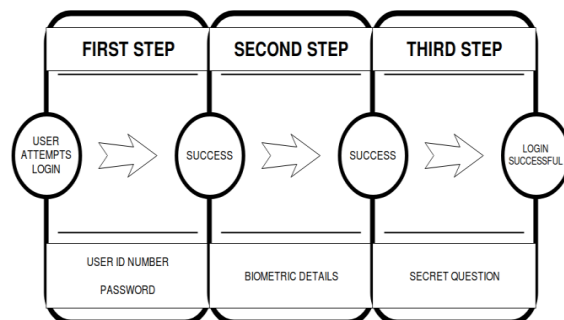 FIRST STEP
SECOND STEP
THIRD STEP
USER
ATTEMPTS
LOGIN
SUCCESS
SUCCESS
LOGIN
SUCCESSFUL
USER ID NUMBER
PASSWORD
BIOMETRIC DETAILS
SECRET QUESTION